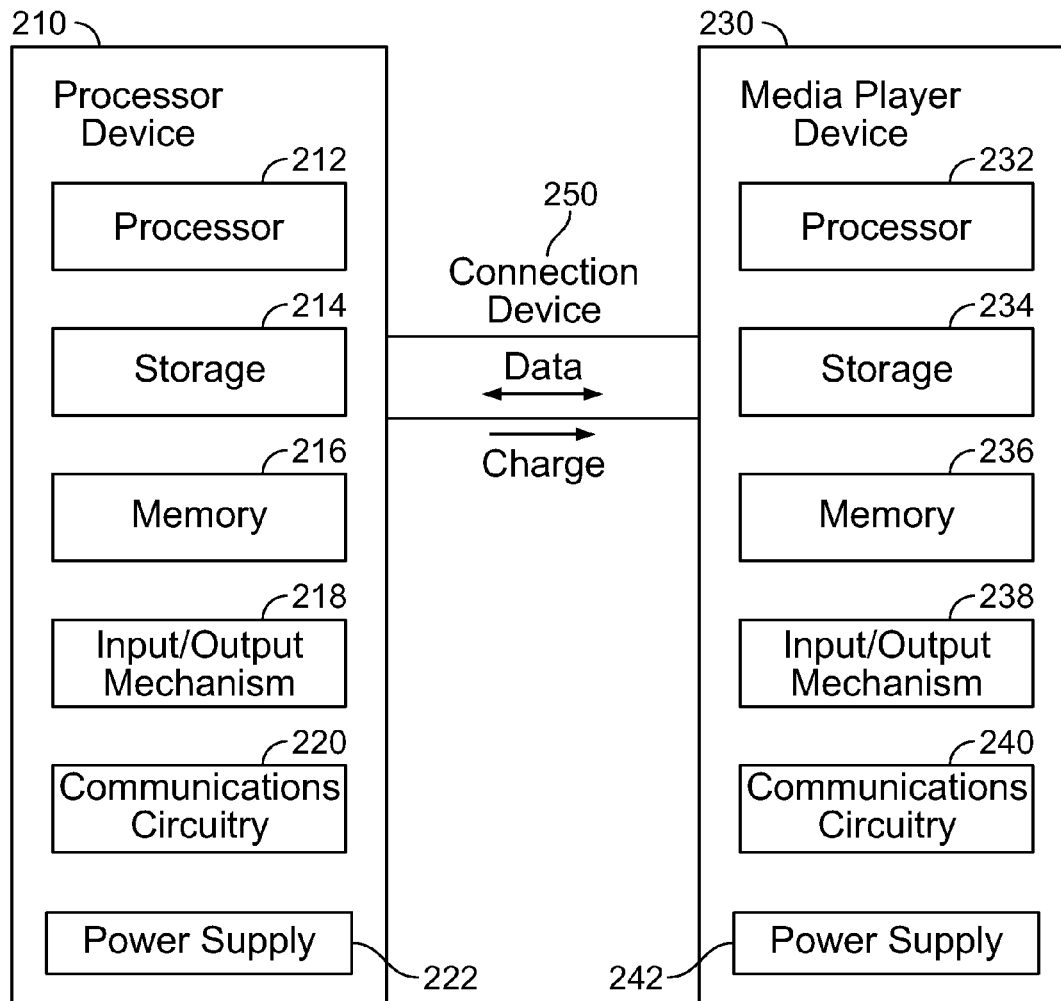 210
Processor
Device
212
Processor
214
Storage
216
Memory
218
Input/Output
Mechanism
220
Communications
Circuitry
Power Supply
222
250
Connection
Device
Data
Charge
230
Media Player
Device
232
Processor
234
Storage
236
Memory
238
Input/Output
Mechanism
240
Communications
Circuitry
Power Supply
242